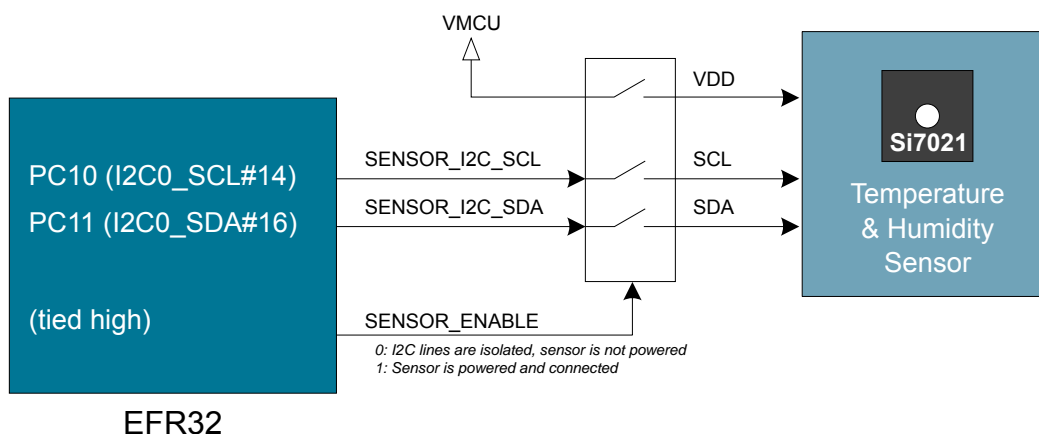 VMCU
VDD
Si7021
PC10 (I2C0_SCL#14)
SENSOR_I2C_SCL
SCL
PC11 (I2C0_SDA#16)
SENSOR_I2C_SDA
SDA
Temperature
& Humidity
Sensor
(tied high)
SENSOR_ENABLE
0: I2C lines are isolated, sensor is not powered
1: Sensor is powered and connected
EFR32